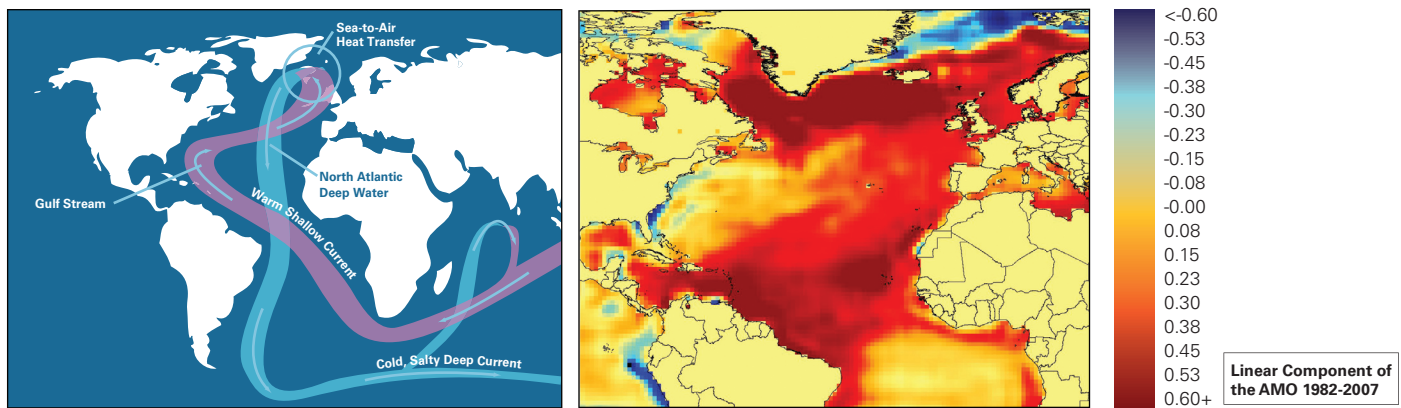 Sea-to-Air
Heat Transfer
North Atlantic
Deep Water
Gulf Stream
Warm Shallow Current
Cold, Salty Deep Current
<-0.60
-0.53
-0.45
-0.38
-0.30
-0.23
-0.15
-0.08
-0.00
0.08
0.15
0.23
0.30
0.38
0.45
0.53
0.60+
Linear Component of
the AMO 1982-2007